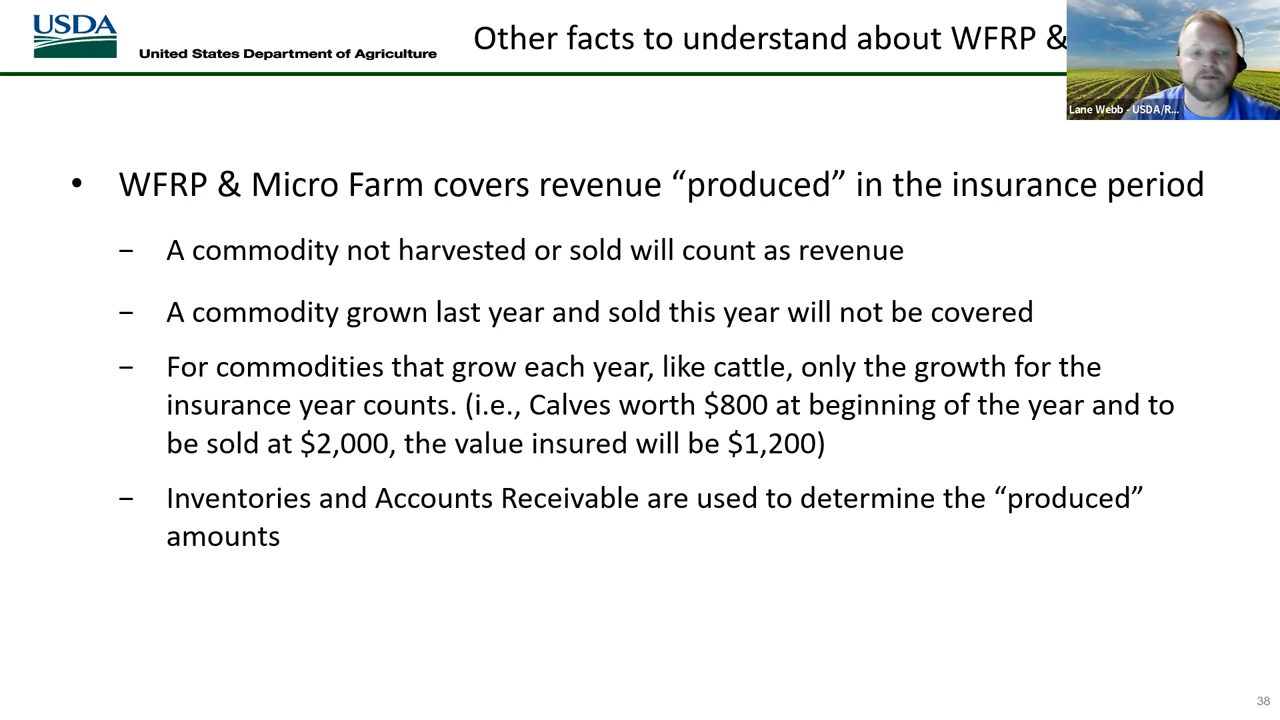 USDA
United States Department of Agriculture
Other facts to understand about WFRP &
Lane Webb - USDA/R...
• WFRP & Micro Farm covers revenue “produced” in the insurance period
− A commodity not harvested or sold will count as revenue
− A commodity grown last year and sold this year will not be covered
− For commodities that grow each year, like cattle, only the growth for the
insurance year counts. (i.e., Calves worth $800 at beginning of the year and to
be sold at $2,000, the value insured will be $1,200)
− Inventories and Accounts Receivable are used to determine the “produced”
amounts
38